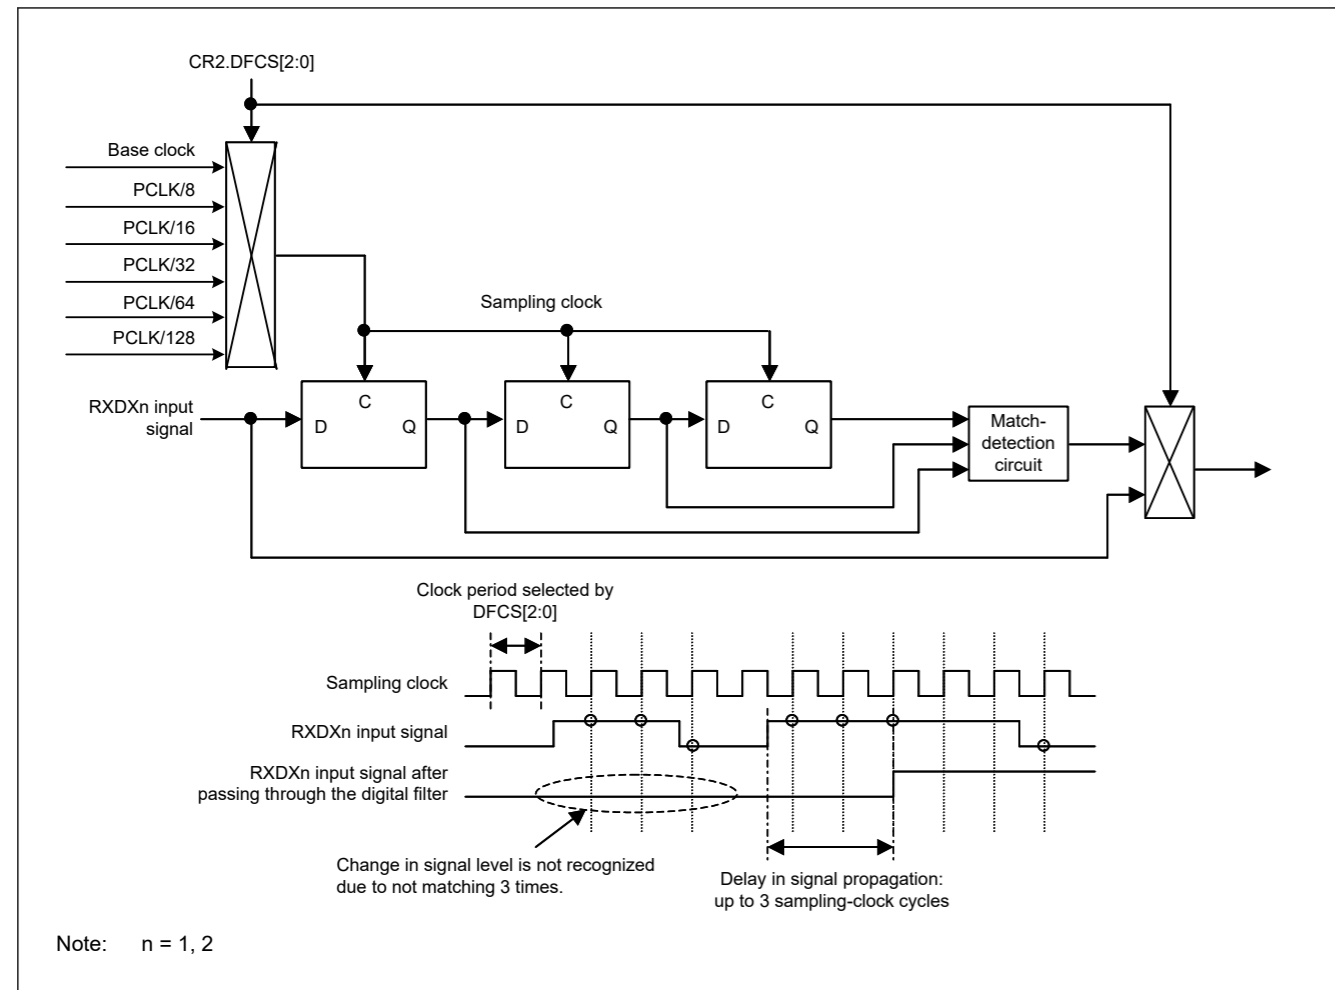 CR2.DFCS[2:0]
Base clock
PCLK/8
PCLK/16
PCLK/32
PCLK/64
PCLK/128
Sampling clock
RXDXn input
signal
C
D
Q
C
D
Q
C
D
Q
Match-
detection
circuit
Clock period selected by
DFCS[2:0]
Sampling clock
RXDXn input signal
RXDXn input signal after
passing through the digital filter
Change in signal level is not recognized
due to not matching 3 times.
Delay in signal propagation:
up to 3 sampling-clock cycles
Note: n = 1, 2